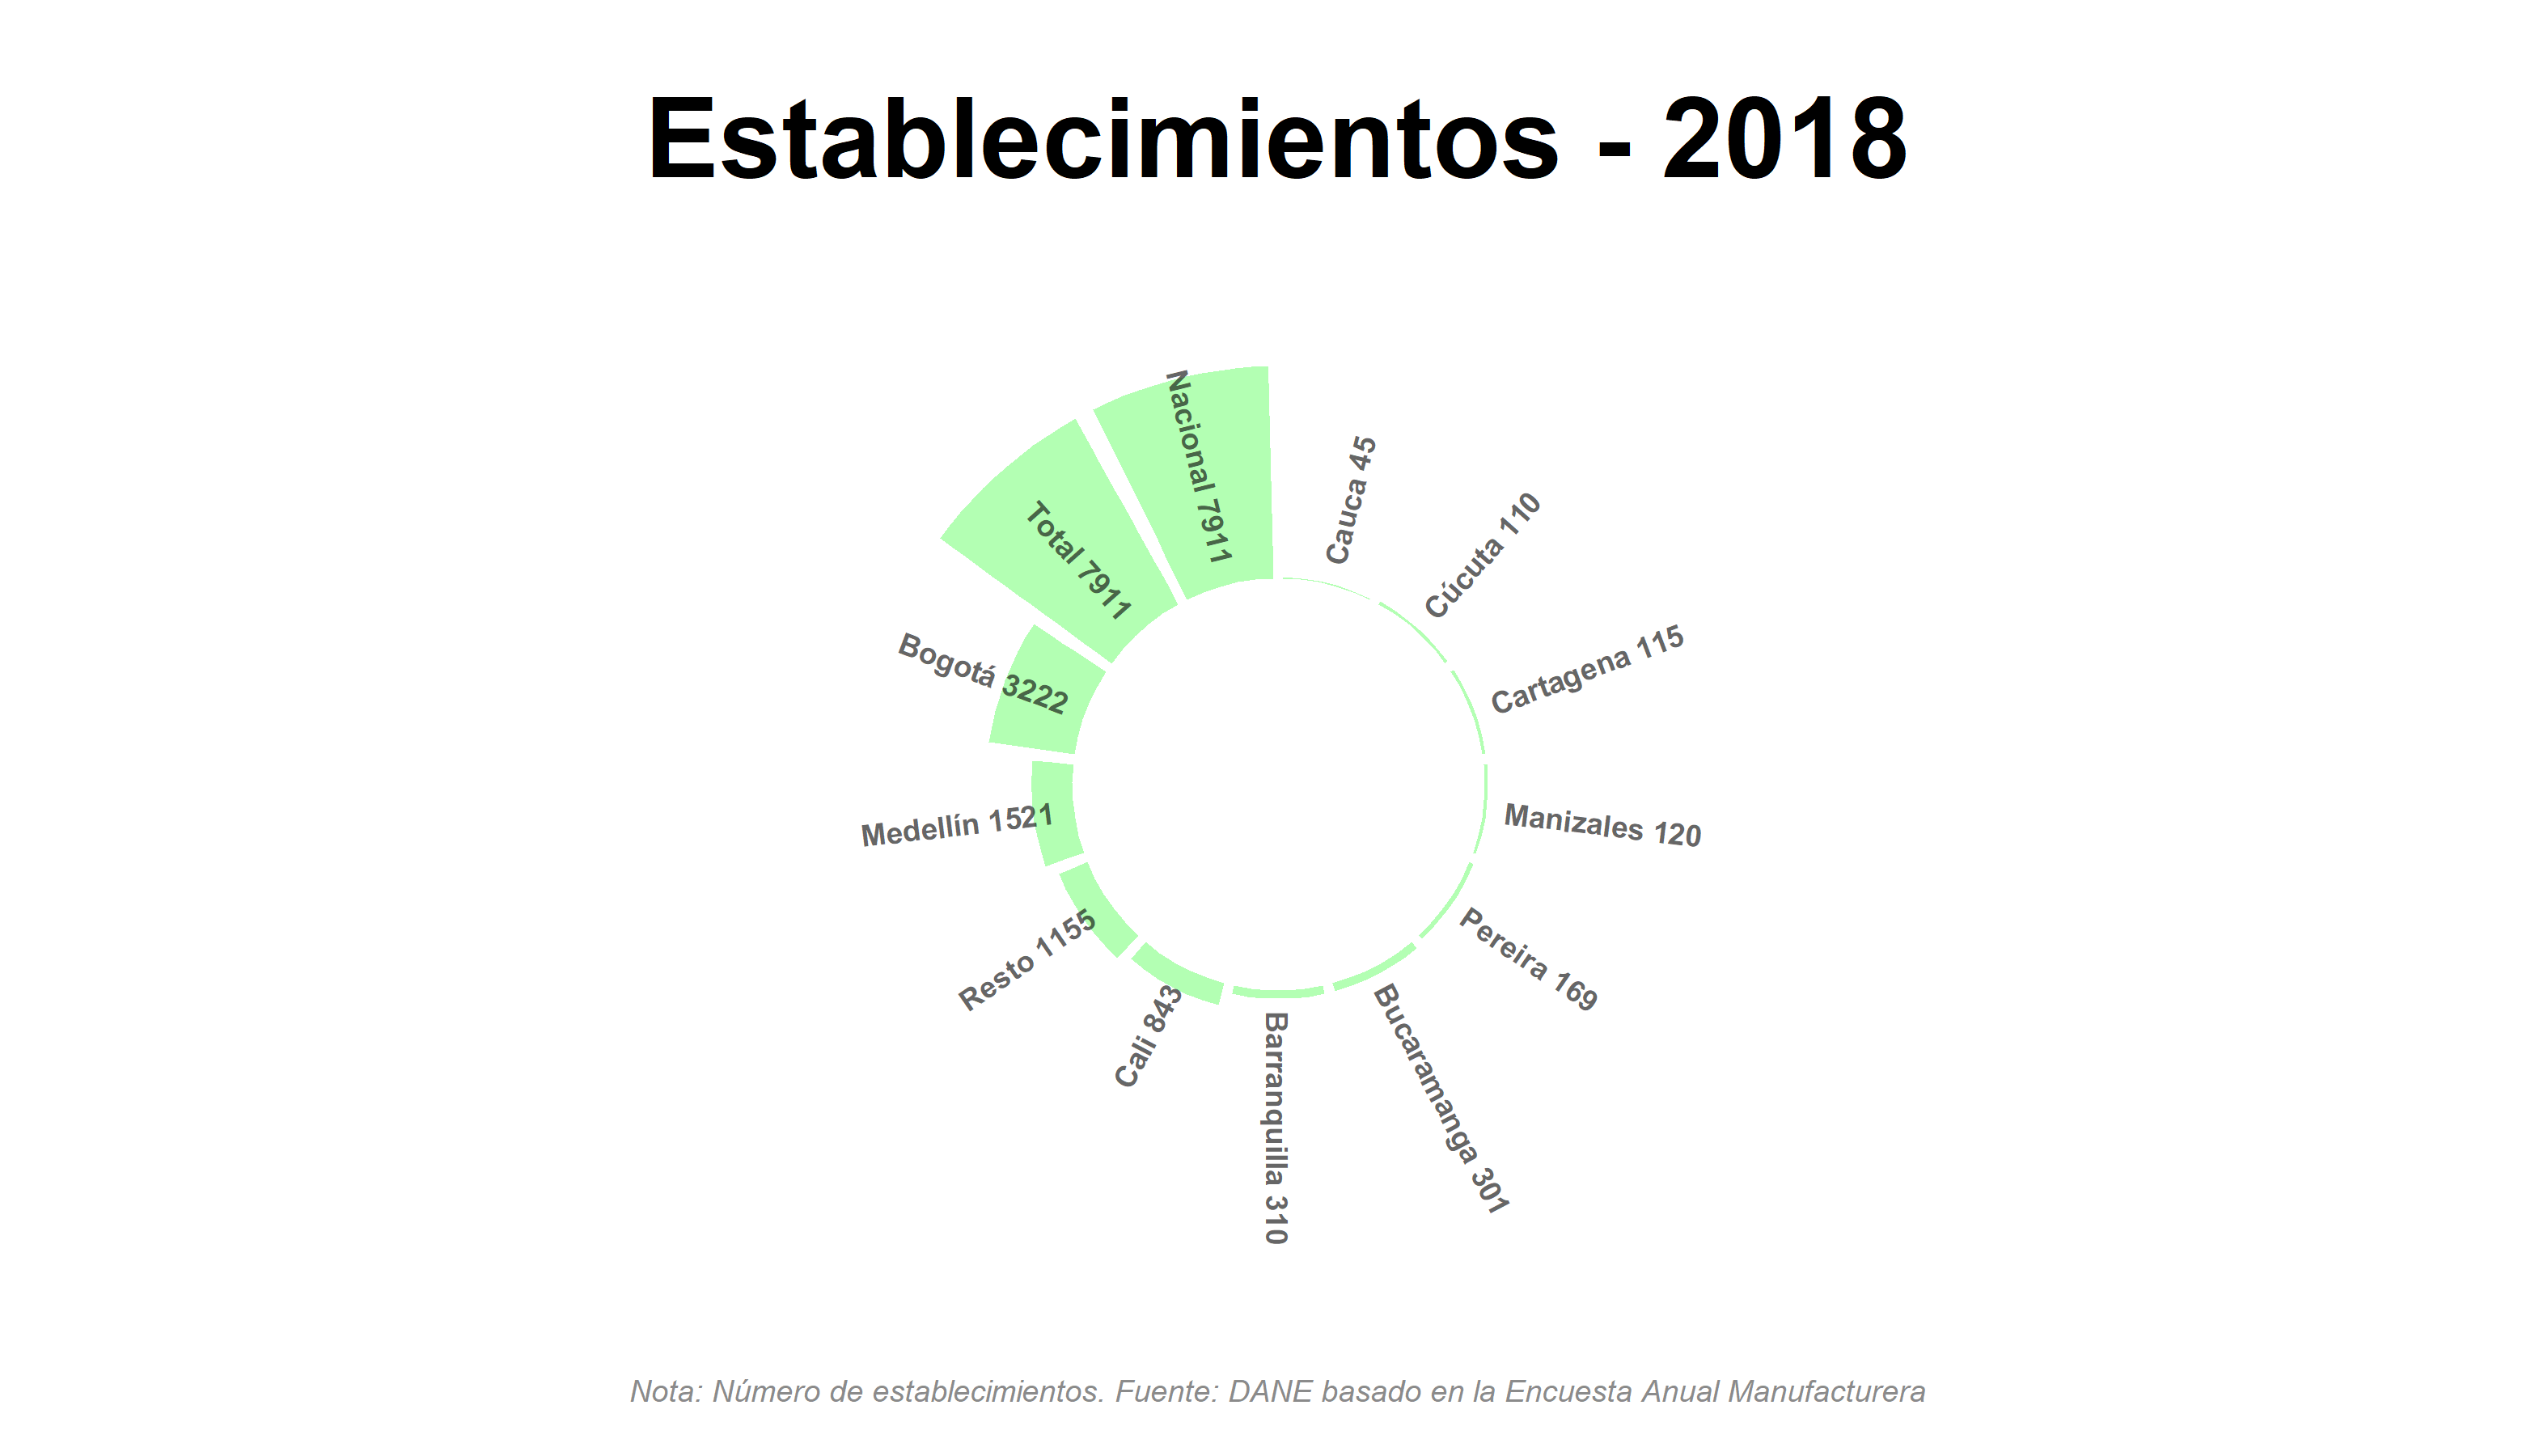 Establecimientos - 2018
Nacional 7911
Cauca 45
Cúcuta 110
Cartagena 115
Manizales 120
Pereira 169
Bucaramanga 301
Barranquilla 310
Cali 843
Resto 1155
Medellín 1521
Bogotá 3222
Total 7911
Nota: Número de establecimientos. Fuente: DANE basado en la Encuesta Anual Manufacturera